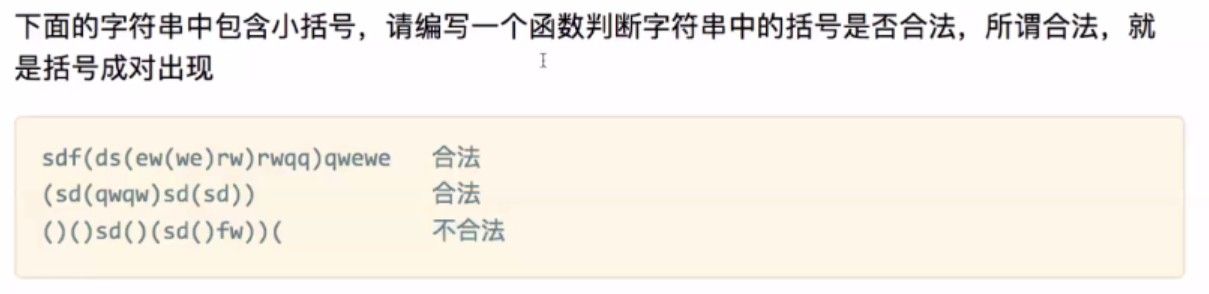 下面的字符串中包含小括号，请编写一个函数判断字符串中的括号是否合法，所谓合法，就
是括号成对出现
sdf(ds(ew(we)rw)rwqq)qwewe 合法
(sd(qwqw)sd(sd)) 合法
()()sd()(sd()fw))( 不合法